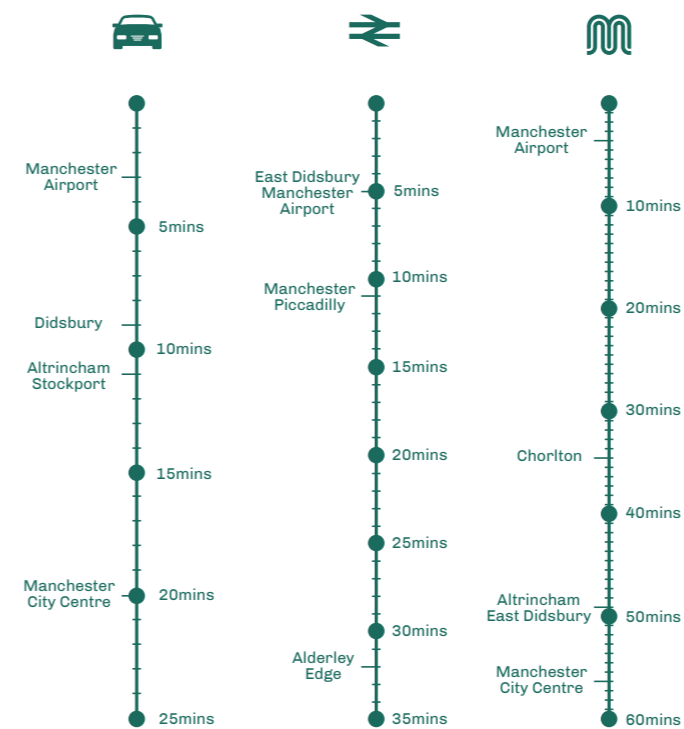 Manchester
Airport
5mins
Didsbury
10mins
Altrincham
Stockport
15mins
Manchester
City Centre
20mins
25mins
East Didsbury
Manchester
Airport
5mins
10mins
Manchester
Piccadilly
15mins
20mins
25mins
30mins
Alderley
Edge
35mins
Manchester
Airport
10mins
20mins
30mins
Chorlton
40mins
Altrincham
East Didsbury
50mins
Manchester
City Centre
60mins